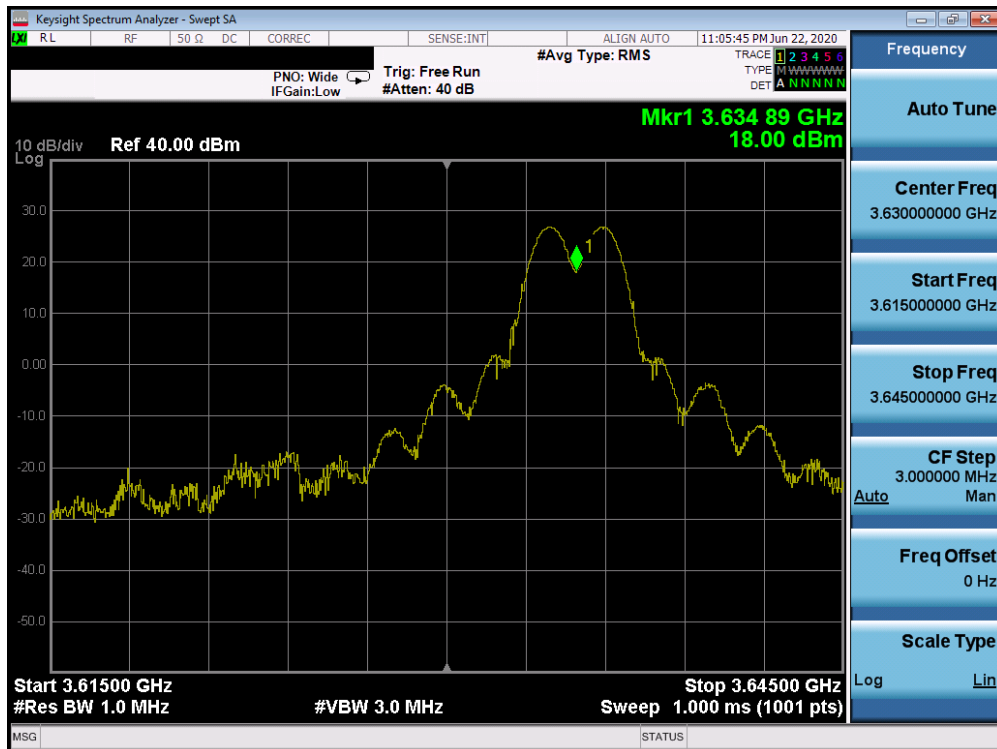 Keysight Spectrum Analyzer - Swept SA
LXI RL RF 50 Ω DC CORREC SENSE:INT ALIGN AUTO 11:05:45 PM Jun 22, 2020
PNO: Wide
IFGain:Low
Trig: Free Run
#Atten: 40 dB
#Avg Type: RMS
TRACE 1 2 3 4 5 6
TYPE M WWWWW
DET A N N N N N
Mkr1 3.634 89 GHz
18.00 dBm
10 dB/div
Log
Ref 40.00 dBm
30.0
20.0
10.0
0.00
-10.0
-20.0
-30.0
-40.0
-50.0
1
Start 3.61500 GHz
Stop 3.64500 GHz
#Res BW 1.0 MHz
#VBW 3.0 MHz
Sweep 1.000 ms (1001 pts)
MSG
STATUS
Frequency
Auto Tune
Center Freq
3.630000000 GHz
Start Freq
3.615000000 GHz
Stop Freq
3.645000000 GHz
CF Step
3.000000 MHz
Auto Man
Freq Offset
0 Hz
Scale Type
Log Lin